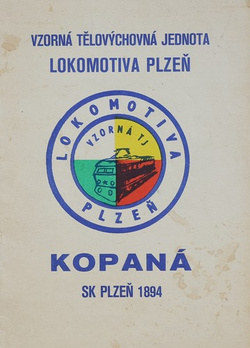 VZORNÁ TĚLOVÝCHOVNÁ JEDNOTA
LOKOMOTIVA PLZEŇ
LOKOMOTIVA
VZORNÁ TJ
PLZEŇ
KOPANÁ
SK PLZEŇ 1894